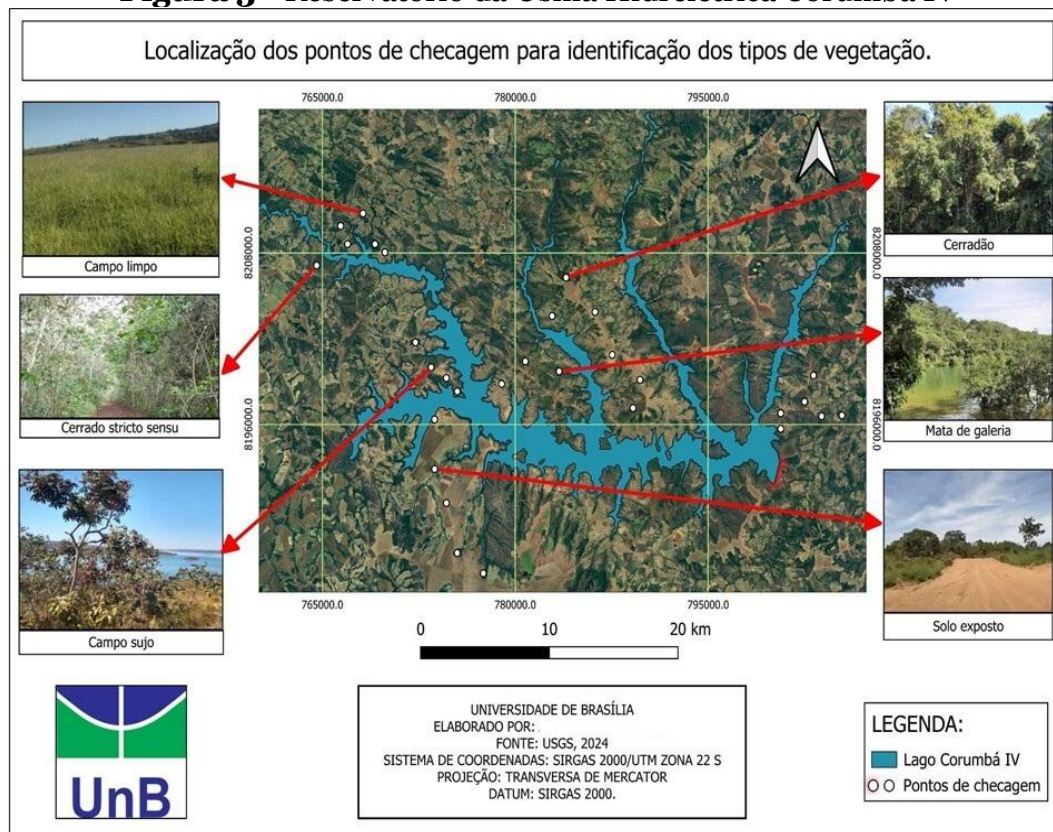 Figura 3 - Reservatório da Usina Hidrelétrica Corumbá IV
Localização dos pontos de checagem para identificação dos tipos de vegetação.
765000.0
780000.0
795000.0
8208000.0
8196000.0
8208000.0
8196000.0
765000.0
780000.0
795000.0
Campo limpo
Cerrado stricto sensu
Campo sujo
Cerradão
Mata de galeria
Solo exposto
0
10
20 km
UnB
UNIVERSIDADE DE BRASÍLIA
ELABORADO POR:
FONTE: USGS, 2024
SISTEMA DE COORDENADAS: SIRGAS 2000/UTM ZONA 22 S
PROJEÇÃO: TRANSVERSA DE MERCATOR
DATUM: SIRGAS 2000.
LEGENDA:
Lago Corumbá IV
Pontos de checagem